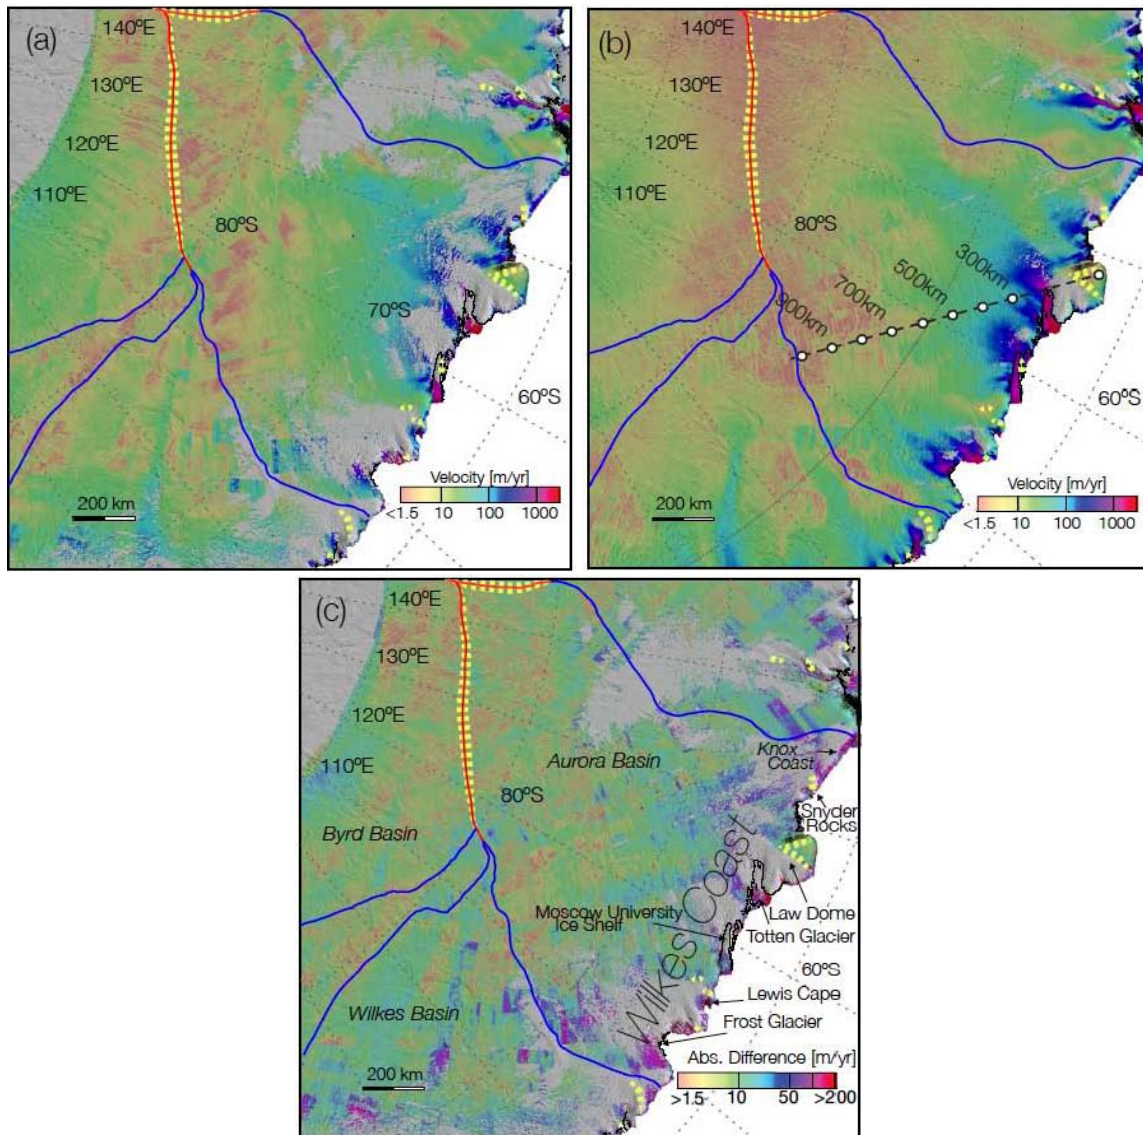 (a)
140ºE
130ºE
120ºE
110ºE
80ºS
70ºS
60ºS
Velocity [m/yr]
200 km
<1.5 10 100 1000
(b)
140ºE
130ºE
120ºE
110ºE
80ºS
300km
500km
700km
900km
60ºS
Velocity [m/yr]
200 km
<1.5 10 100 1000
(c)
140ºE
130ºE
120ºE
110ºE
Knox
Coast
Aurora Basin
80ºS
Snyder
Rocks
Byrd Basin
Wilkes Coast
Law Dome
Moscow University
Ice Shelf
Totten Glacier
60ºS
Lewis Cape
Wilkes Basin
Frost Glacier
Abs. Difference [m/yr]
200 km
>1.5 10 50 >200